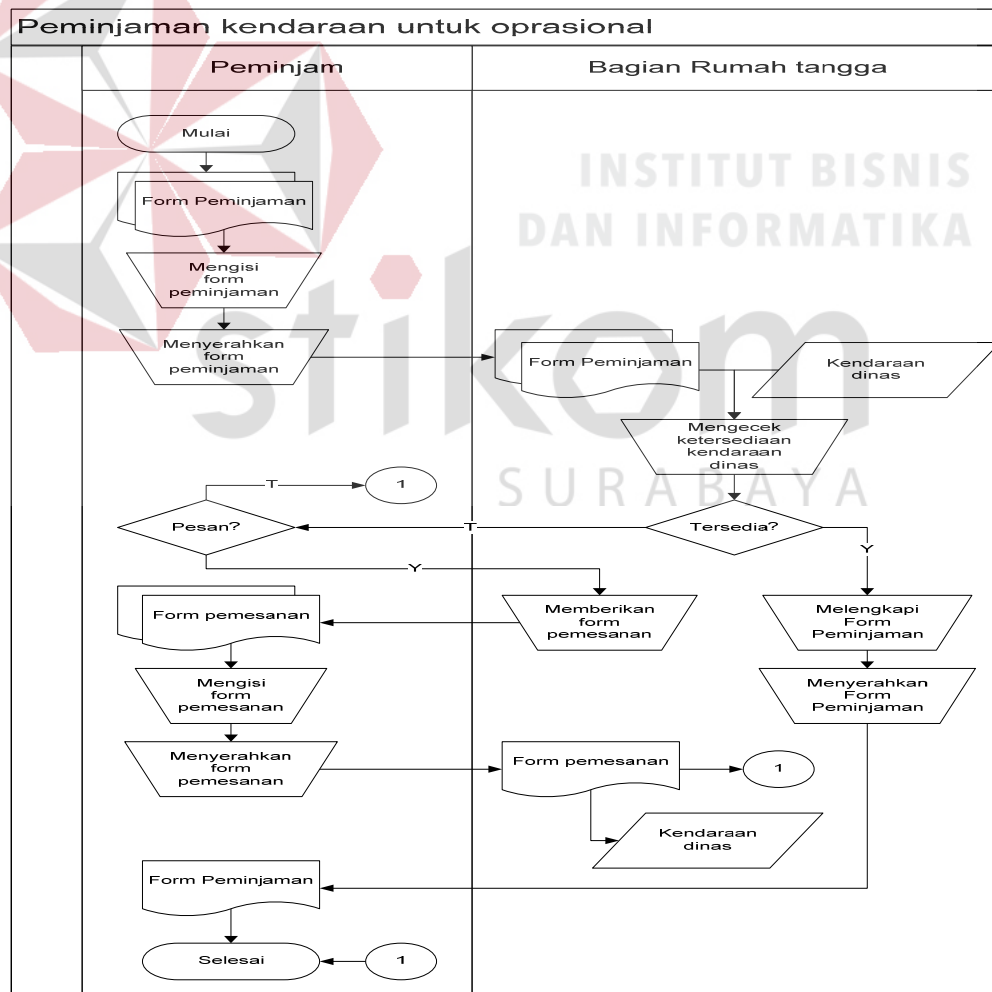 Peminjaman kendaraan untuk oprasional
Peminjam
Bagian Rumah tangga
INSTITUT BISNIS
DAN INFORMATIKA
stikom
SURABAYA
Mulai
Form Peminjaman
Mengisi
form
peminjaman
Menyerahkan
form
peminjaman
Form Peminjaman
Kendaraan
dinas
Mengecek
ketersediaan
kendaraan
dinas
T
1
Pesan?
T
Tersedia?
Y
Y
Form pemesanan
Memberikan
form
pemesanan
Melengkapi
Form
Peminjaman
Mengisi
form
pemesanan
Menyerahkan
Form
Peminjaman
Menyerahkan
form
pemesanan
Form pemesanan
1
Kendaraan
dinas
Form Peminjaman
Selesai
1